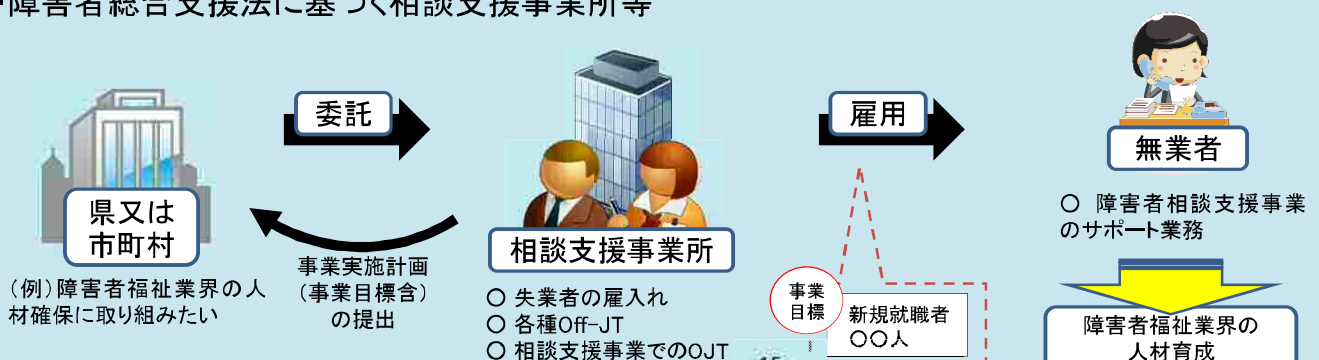 障害者総合支援法に基づく相談支援事業所等
委託
雇用
無業者
県又は
市町村
(例)障害者福祉業界の人
材確保に取り組みたい
事業実施計画
(事業目標含)
の提出
相談支援事業所
○ 失業者の雇入れ
○ 各種Off-JT
○ 相談支援事業でのOJT
事業
目標
新規就職者
○○人
○ 障害者相談支援事業
のサポート業務
障害者福祉業界の
人材育成